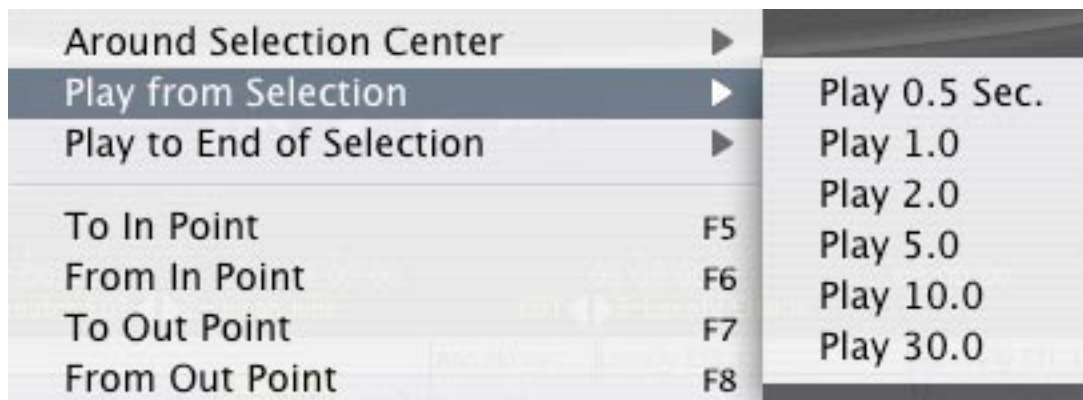 Around Selection Center
Play from Selection
Play to End of Selection
To In Point F5
From In Point F6
To Out Point F7
From Out Point F8
Play 0.5 Sec.
Play 1.0
Play 2.0
Play 5.0
Play 10.0
Play 30.0